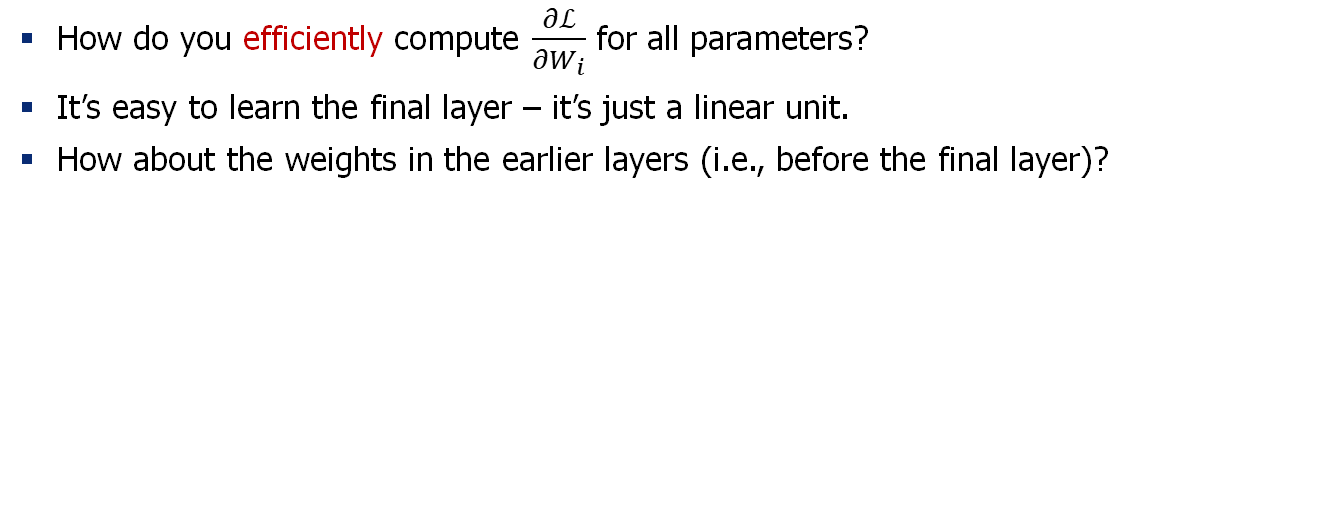 ▪ How do you efficiently compute ∂ℒ/∂W_i for all parameters?
▪ It’s easy to learn the final layer – it’s just a linear unit.
▪ How about the weights in the earlier layers (i.e., before the final layer)?